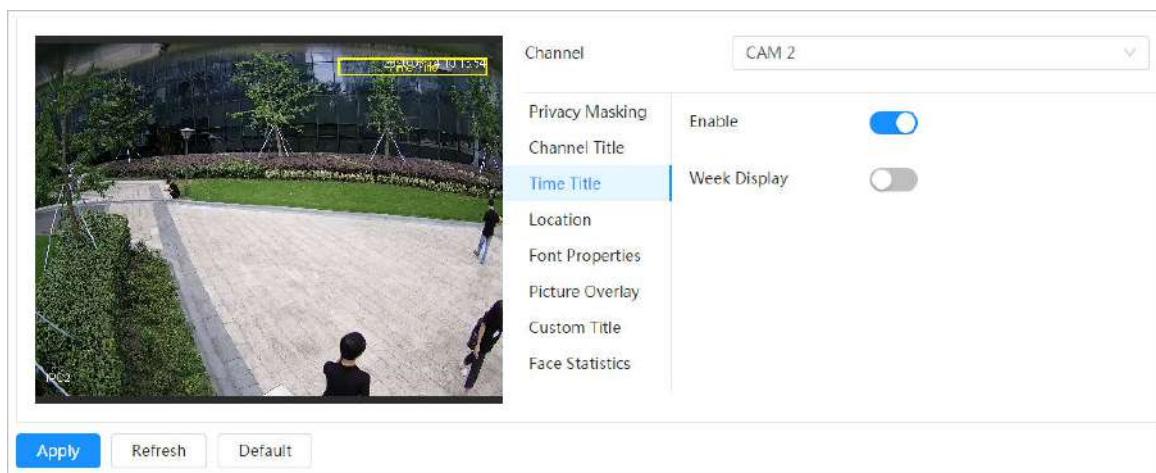 Channel
CAM 2
Privacy Masking
Channel Title
Time Title
Location
Font Properties
Picture Overlay
Custom Title
Face Statistics
Enable
Week Display
IPC2
Apply
Refresh
Default